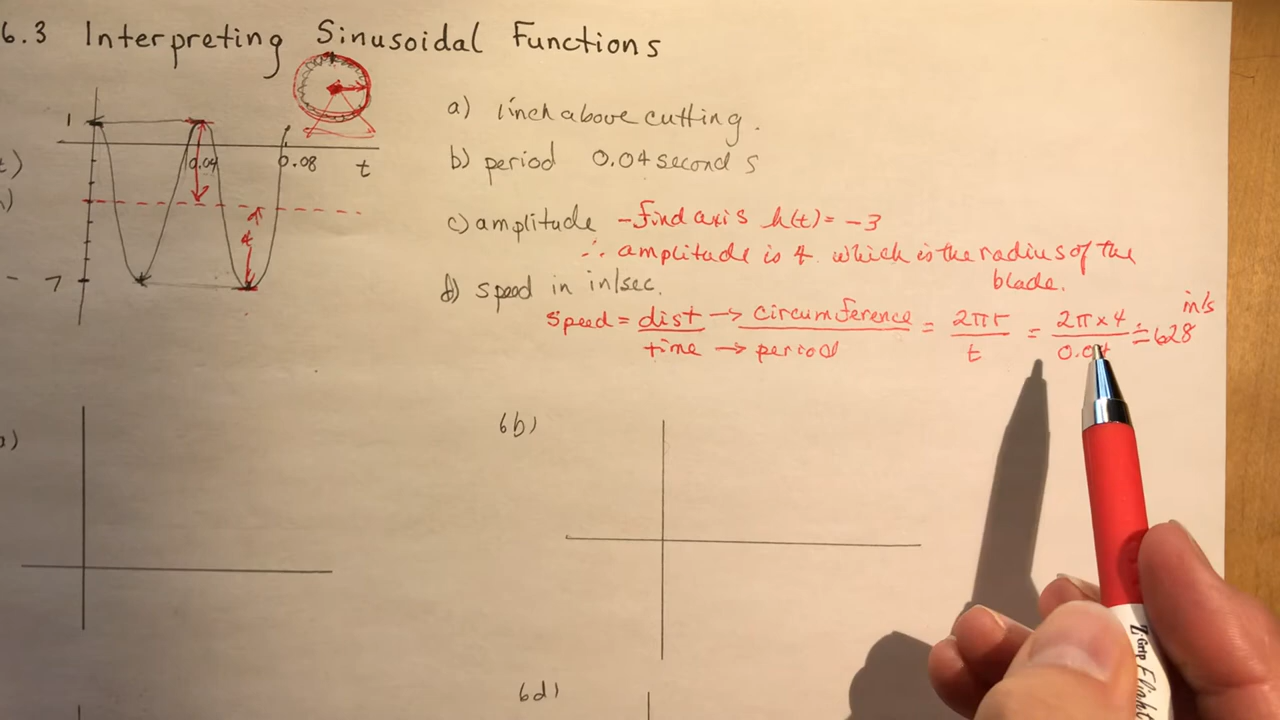 6.3 Interpreting Sinusoidal Functions
1
0.04
0.08
t
t)
4
-7
a) 1 inch above cutting.
b) period 0.04 seconds
c) amplitude - find axis h(t) = -3
∴ amplitude is 4. which is the radius of the
blade.
d) speed in in/sec.
speed = dist → circumference = 2πr = 2π×4 ≐ 628 in/s
time → period t 0.04
6b)
6d)
Z-Grip Flight